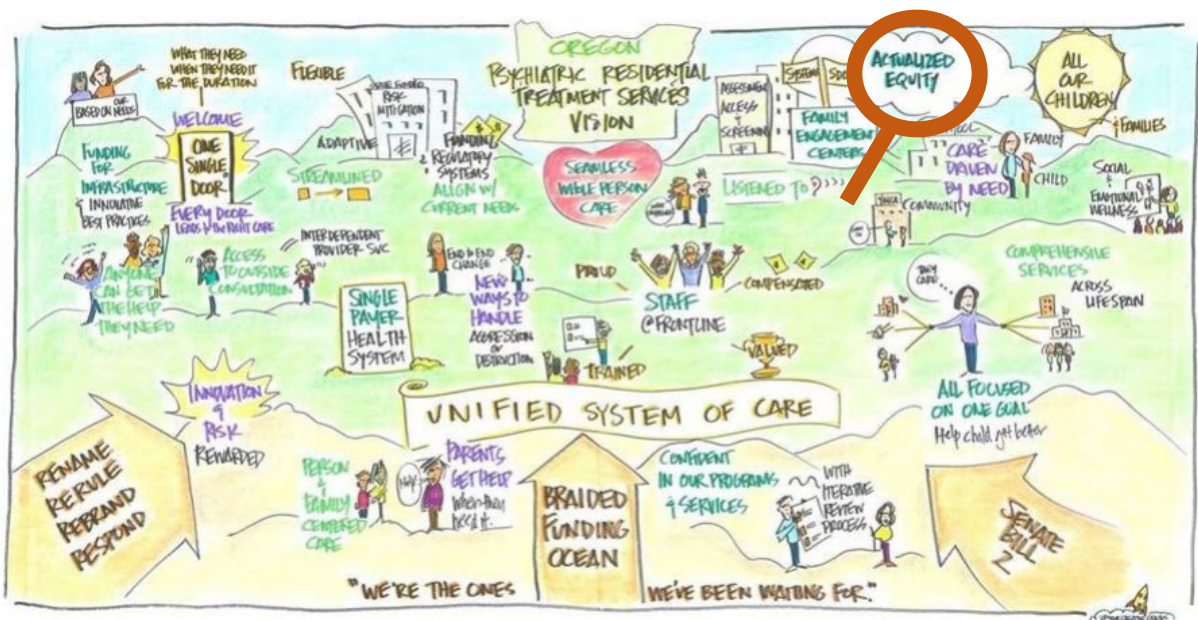 OREGON
PSYCHIATRIC RESIDENTIAL
TREATMENT SERVICES
VISION
BASED ON OUR NEEDS
WHAT THEY NEED
WHEN THEY NEED IT
FOR THE DURATION
WELCOME
ONE
SINGLE
DOOR
EVERY DOOR
LEADS to the RIGHT CARE
FUNDING
FOR
INFRASTRUCTURE
& INNOVATIVE
BEST PRACTICES
FLEXIBLE
ADAPTIVE
STREAMLINED
RISK
MITIGATION
FUNDING
& REGULATORY
SYSTEMS
ALIGN W/
CURRENT NEEDS
SEAMLESS
WHOLE PERSON
CARE
ASSESSMENT
ACCESS
&
SCREENING
SYSTEM
FAMILY
ENGAGEMENT
CENTERS
LISTENED TO
ACTUALIZED
EQUITY
ALL
OUR
CHILDREN
& FAMILIES
CARE
DRIVEN
BY NEED
FAMILY
CHILD
YMCA
COMMUNITY
SOCIAL
&
EMOTIONAL
WELLNESS
ANYONE
CAN GET
THE HELP
THEY NEED
ACCESS
TO OUTSIDE
CONSULTATION
INTERDEPENDENT
PROVIDER SVC
SINGLE
PAYER
HEALTH
SYSTEM
END to END
CHANGE
NEW
WAYS TO
HANDLE
AGGRESSION
or
DESTRUCTION
PROUD
STAFF
@FRONTLINE
COMPENSATED
TRAINED
VALUED
THEY
CARE...
COMPREHENSIVE
SERVICES
ACROSS
LIFESPAN
ALL FOCUSED
ON ONE GOAL
Help child get better
INNOVATION
&
RISK
REWARDED
UNIFIED SYSTEM OF CARE
RENAME
RERULE
REBRAND
RESPOND
PERSON
&
FAMILY
CENTERED
CARE
Help!
PARENTS
GET HELP
When they
need it.
BRAIDED
FUNDING
OCEAN
CONFIDENT
IN OUR PROGRAMS
& SERVICES
WITH
ITERATIVE
REVIEW
PROCESS
SENATE
BILL
2
"WE'RE THE ONES
WE'VE BEEN WAITING FOR."